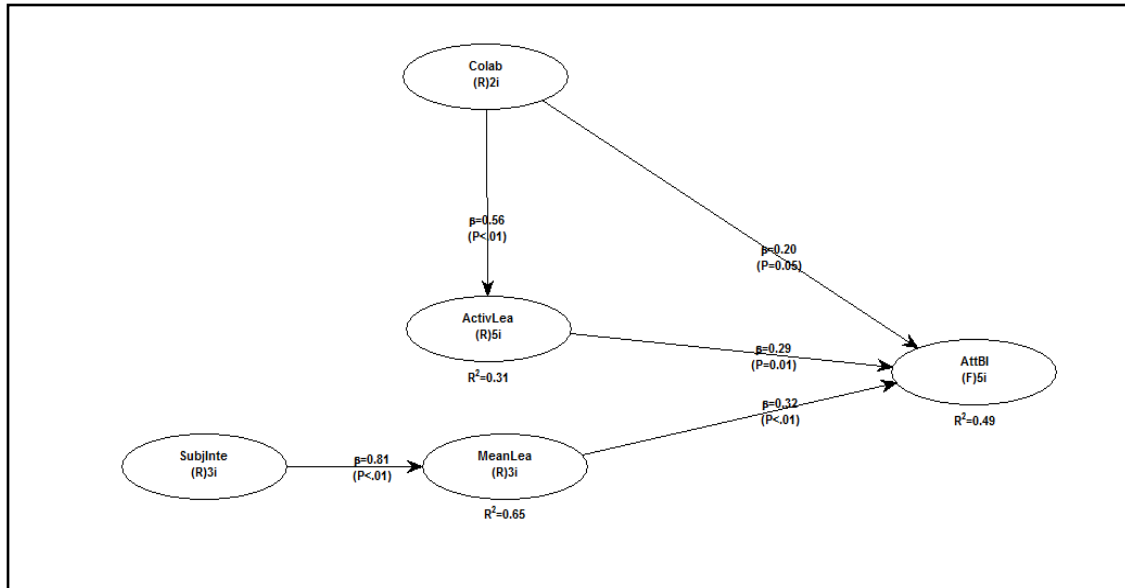 Colab
(R)2i
β=0.56
(P<.01)
β=0.20
(P=0.05)
ActivLea
(R)5i
R²=0.31
β=0.29
(P=0.01)
AttBl
(F)5i
R²=0.49
β=0.32
(P<.01)
SubjInte
(R)3i
β=0.81
(P<.01)
MeanLea
(R)3i
R²=0.65